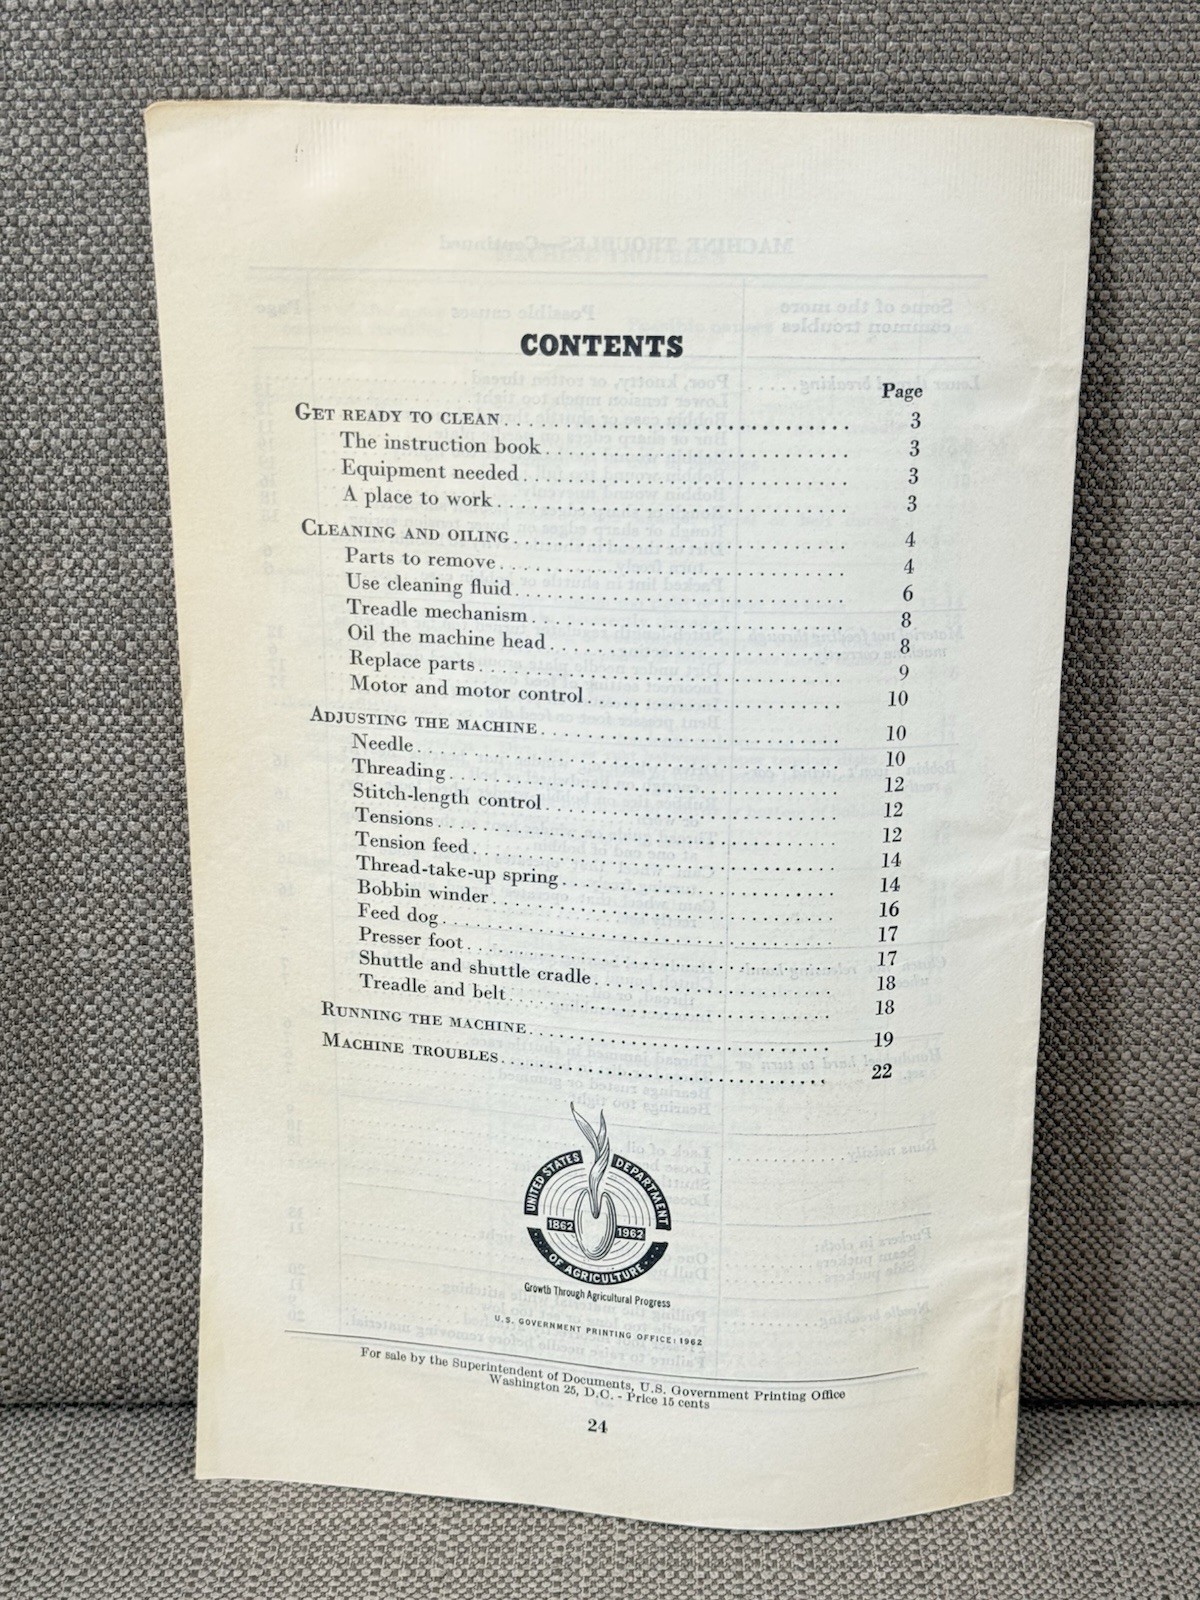 CONTENTS
Page
GET READY TO CLEAN . . . . . . . . . . . . . . . . . . . . . . . . . . 3
The instruction book . . . . . . . . . . . . . . . . . . . . . . . . 3
Equipment needed . . . . . . . . . . . . . . . . . . . . . . . . . . 3
A place to work . . . . . . . . . . . . . . . . . . . . . . . . . . . . 3
CLEANING AND OILING . . . . . . . . . . . . . . . . . . . . . . . . . 4
Parts to remove . . . . . . . . . . . . . . . . . . . . . . . . . . . 4
Use cleaning fluid . . . . . . . . . . . . . . . . . . . . . . . . . . 6
Treadle mechanism . . . . . . . . . . . . . . . . . . . . . . . . . 8
Oil the machine head . . . . . . . . . . . . . . . . . . . . . . . 8
Replace parts . . . . . . . . . . . . . . . . . . . . . . . . . . . . 9
Motor and motor control . . . . . . . . . . . . . . . . . . . . 10
ADJUSTING THE MACHINE . . . . . . . . . . . . . . . . . . . . . . 10
Needle . . . . . . . . . . . . . . . . . . . . . . . . . . . . . . . . 10
Threading . . . . . . . . . . . . . . . . . . . . . . . . . . . . . . 12
Stitch-length control . . . . . . . . . . . . . . . . . . . . . . 12
Tensions . . . . . . . . . . . . . . . . . . . . . . . . . . . . . . . 12
Tension feed . . . . . . . . . . . . . . . . . . . . . . . . . . . . 14
Thread-take-up spring . . . . . . . . . . . . . . . . . . . . . 14
Bobbin winder . . . . . . . . . . . . . . . . . . . . . . . . . . . 16
Feed dog . . . . . . . . . . . . . . . . . . . . . . . . . . . . . . 17
Presser foot . . . . . . . . . . . . . . . . . . . . . . . . . . . . 17
Shuttle and shuttle cradle . . . . . . . . . . . . . . . . . . 18
Treadle and belt . . . . . . . . . . . . . . . . . . . . . . . . . 18
RUNNING THE MACHINE . . . . . . . . . . . . . . . . . . . . . . . 19
MACHINE TROUBLES . . . . . . . . . . . . . . . . . . . . . . . . . 22
UNITED STATES DEPARTMENT
1862 1962
OF AGRICULTURE
Growth Through Agricultural Progress
U.S. GOVERNMENT PRINTING OFFICE: 1962
For sale by the Superintendent of Documents, U.S. Government Printing Office
Washington 25, D.C. - Price 15 cents
24